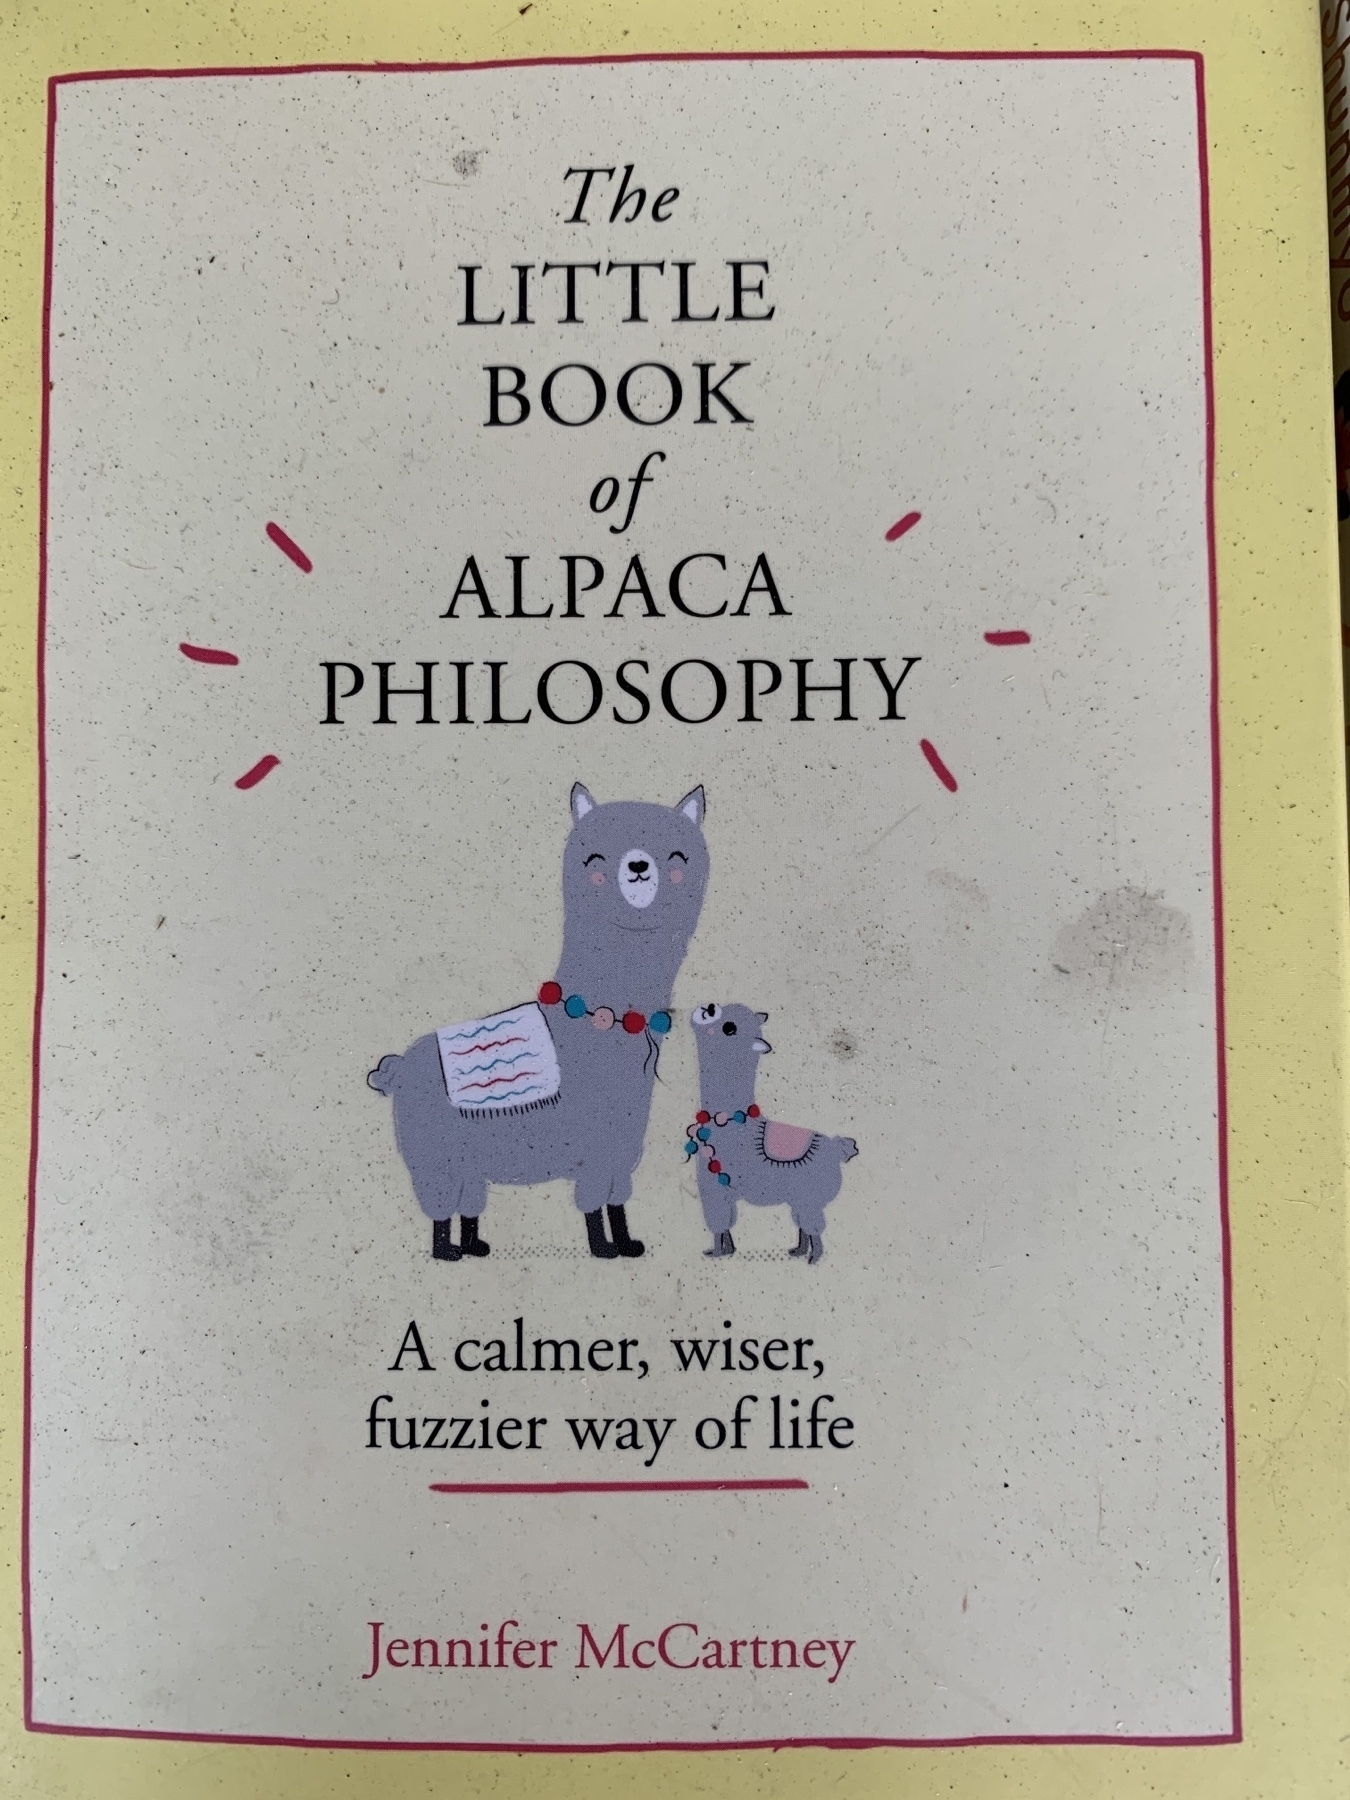 The
LITTLE
BOOK
of
ALPACA
PHILOSOPHY
A calmer, wiser,
fuzzier way of life
Jennifer McCartney